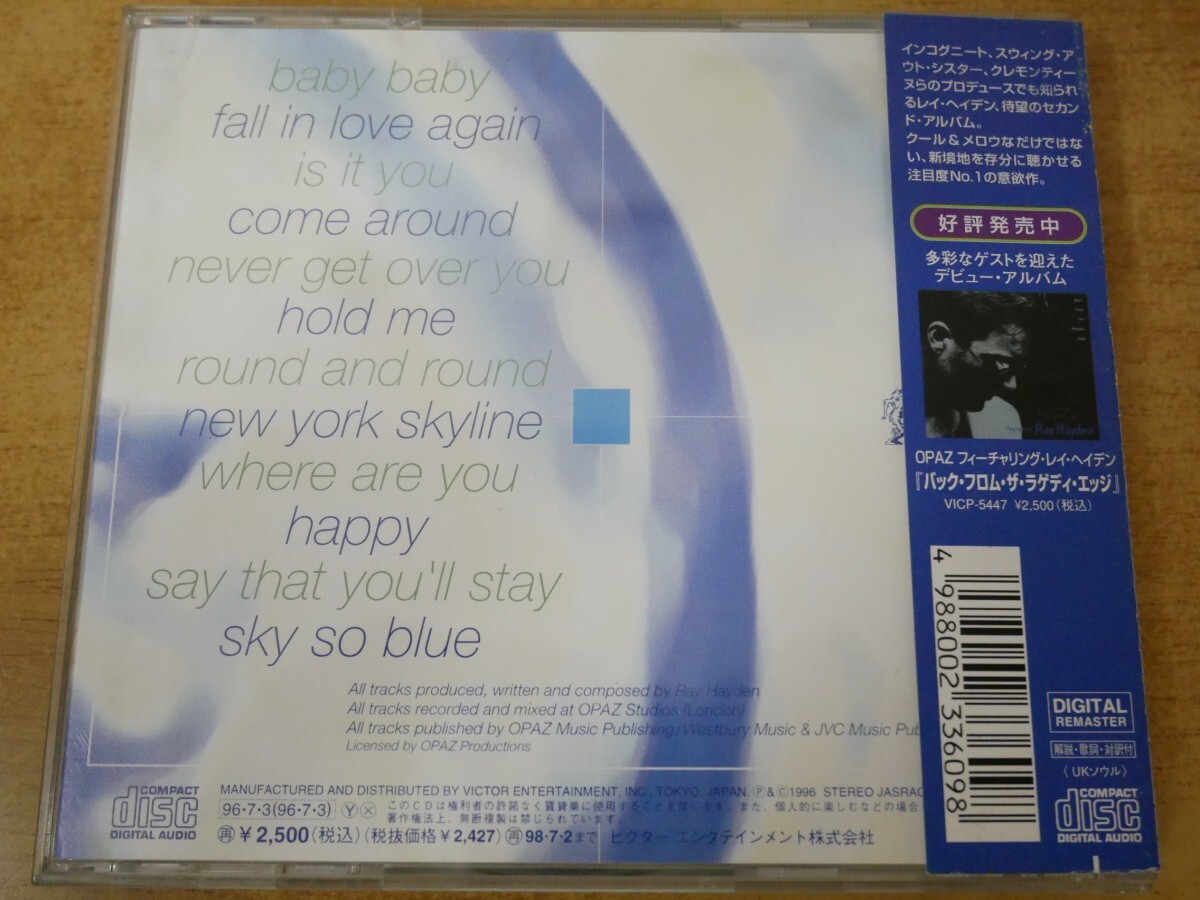 baby baby
fall in love again
is it you
come around
never get over you
hold me
round and round
new york skyline
where are you
happy
say that you'll stay
sky so blue
All tracks produced, written and composed by Ray Hayden
All tracks recorded and mixed at OPAZ Studios (London)
All tracks published by OPAZ Music Publishing/Westbury Music & JVC Music Pub
Licensed by OPAZ Productions
COMPACT
disc
DIGITAL AUDIO
MANUFACTURED AND DISTRIBUTED BY VICTOR ENTERTAINMENT, INC., TOKYO, JAPAN. Ⓟ & Ⓒ 1996 STEREO JASRAC
96・7・3(96・7・3) Ⓨ Ⓧ
このCDは権利者の許諾なく賃貸業に使用することを禁じます。また、個人的に楽しむなどの場合
著作権法上、無断複製は禁じられています。
再 ¥2,500(税込)(税抜価格¥2,427) 再 98・7・2まで ビクター エンタテインメント株式会社
インコグニート、スウィング・ア
ウト・シスター、クレモンティー
ヌらのプロデュースでも知られ
るレイ・ヘイデン、待望のセカン
ド・アルバム。
クール&メロウなだけではな
い、新境地を存分に聴かせる
注目度No.1の意欲作。
好評発売中
多彩なゲストを迎えた
デビュー・アルバム
Ray Hayden
OPAZ フィーチャリング・レイ・ヘイデン
『バック・フロム・ザ・ラゲディ・エッジ』
VICP-5447 ¥2,500(税込)
4 988002 336098
DIGITAL
REMASTER
解説・歌詞・対訳付
〈UKソウル〉
COMPACT
disc
DIGITAL AUDIO